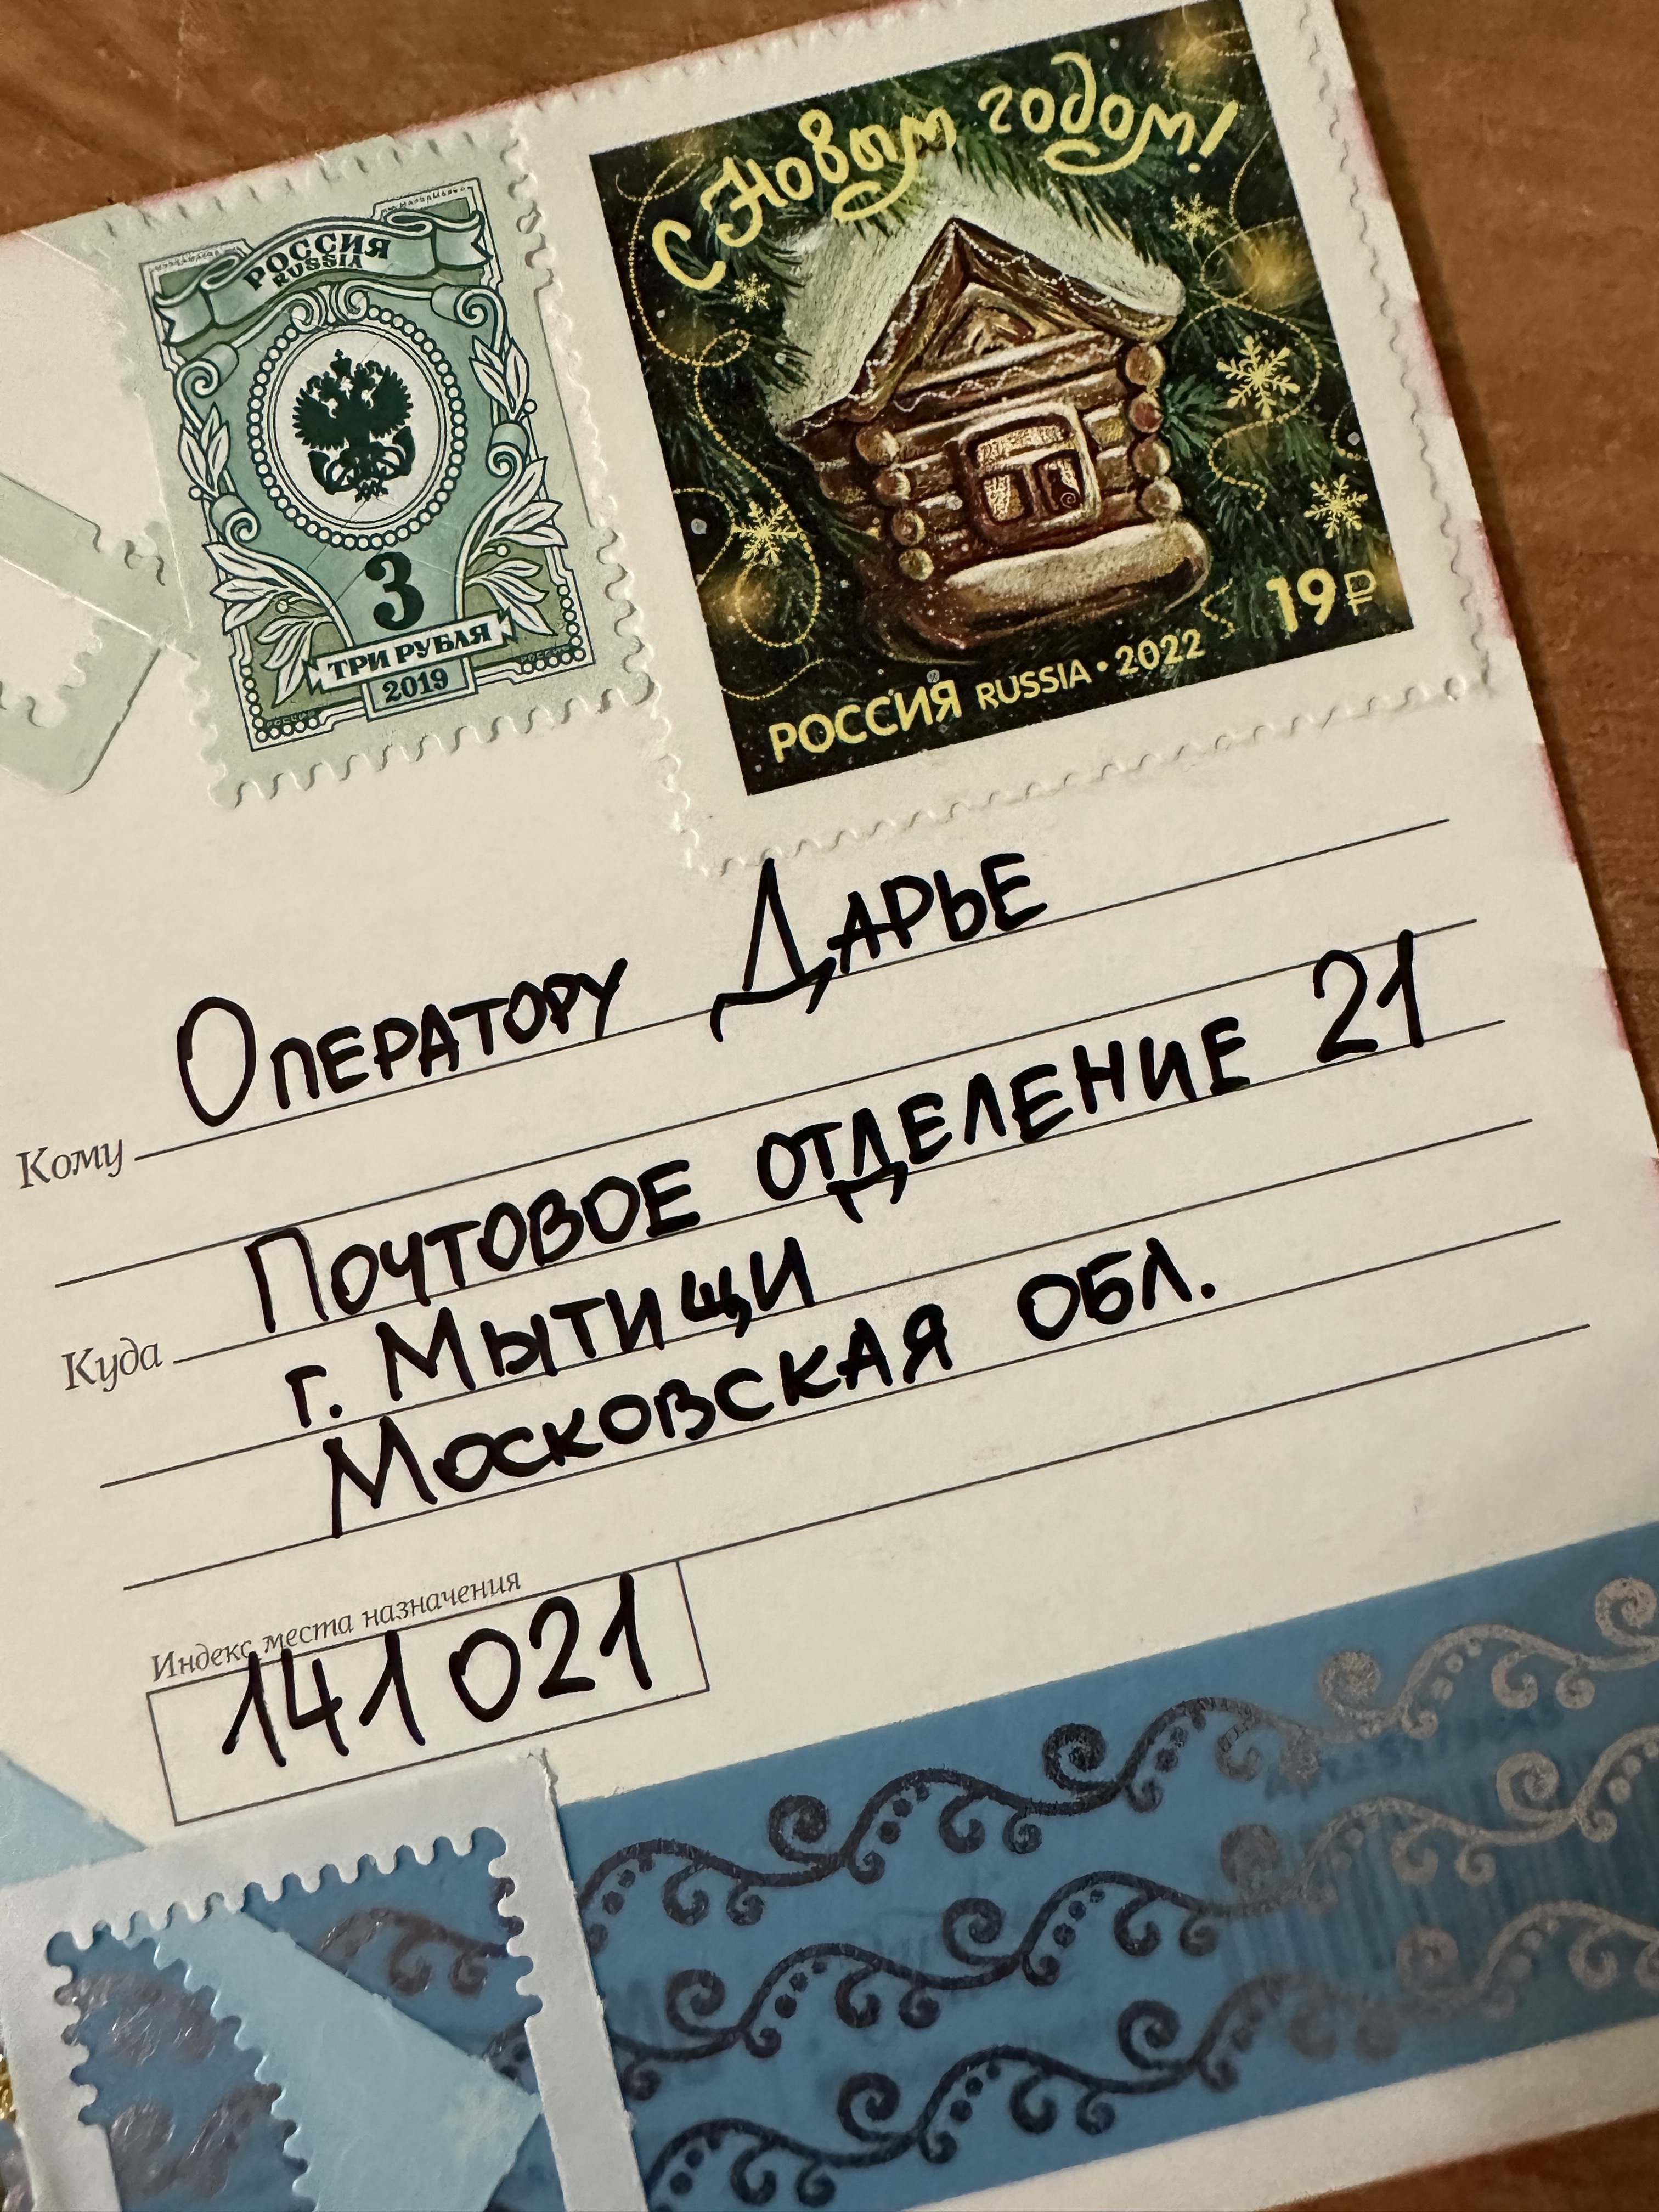 РОССИЯ
RUSSIA
3
ТРИ РУБЛЯ
2019
С Новым годом!
19₽
РОССИЯ RUSSIA • 2022
Кому Оператору Дарье
Куда Почтовое отделение 21
г. Мытищи
Московская обл.
Индекс места назначения
141021